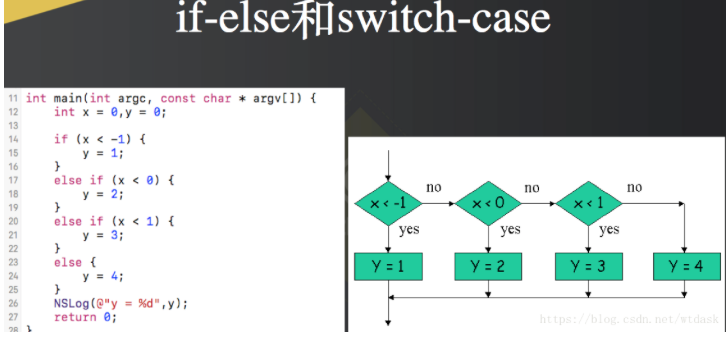 if-else和switch-case
11 int main(int argc, const char * argv[]) {
12 int x = 0,y = 0;
13
14 if (x < -1) {
15 y = 1;
16 }
17 else if (x < 0) {
18 y = 2;
19 }
20 else if (x < 1) {
21 y = 3;
22 }
23 else {
24 y = 4;
25 }
26 NSLog(@"y = %d",y);
27 return 0;
28 }
no no no
x < -1 x < 0 x < 1
yes yes yes
Y = 1 Y = 2 Y = 3 Y = 4
https://blog.csdn.net/wtdask